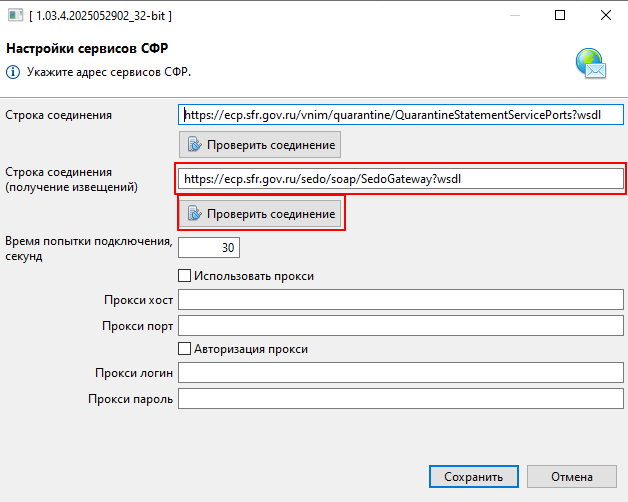 [ 1.03.4.2025052902_32-bit ]
Настройки сервисов СФР
Укажите адрес сервисов СФР.
Строка соединения
https://ecp.sfr.gov.ru/vnim/quarantine/QuarantineStatementServicePorts?wsdl
Проверить соединение
Строка соединения
(получение извещений)
https://ecp.sfr.gov.ru/sedo/soap/SedoGateway?wsdl
Проверить соединение
Время попытки подключения,
секунд
30
Использовать прокси
Прокси хост
Прокси порт
Авторизация прокси
Прокси логин
Прокси пароль
Сохранить
Отмена